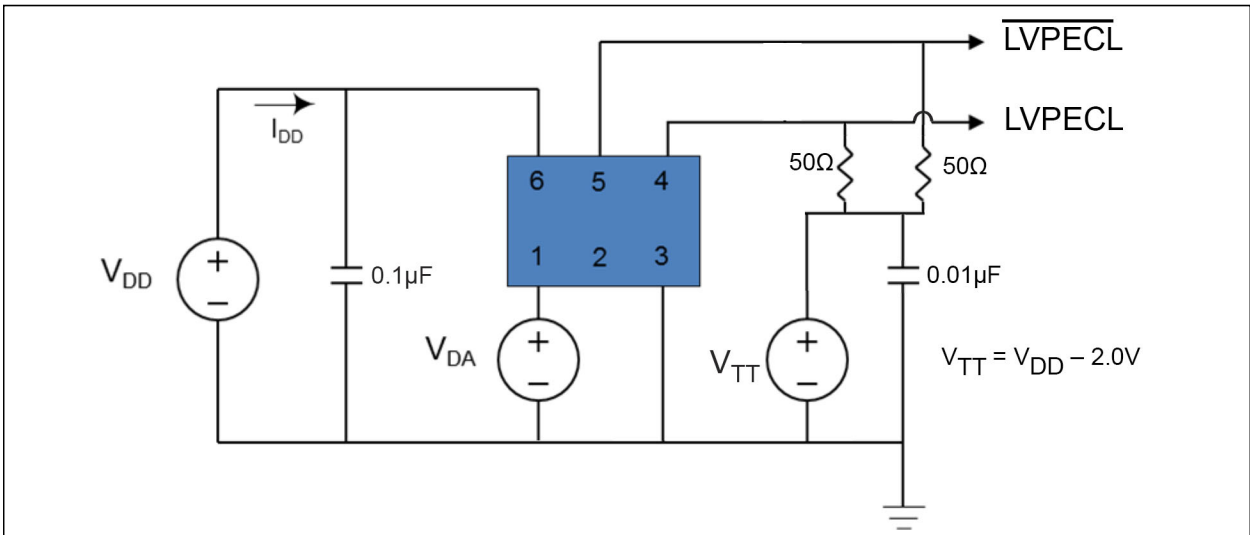 LVPECL
I_DD
LVPECL
50Ω
50Ω
6 5 4
1 2 3
V_DD
+
−
0.1µF
V_DA
+
−
V_TT
+
−
0.01µF
V_TT = V_DD – 2.0V